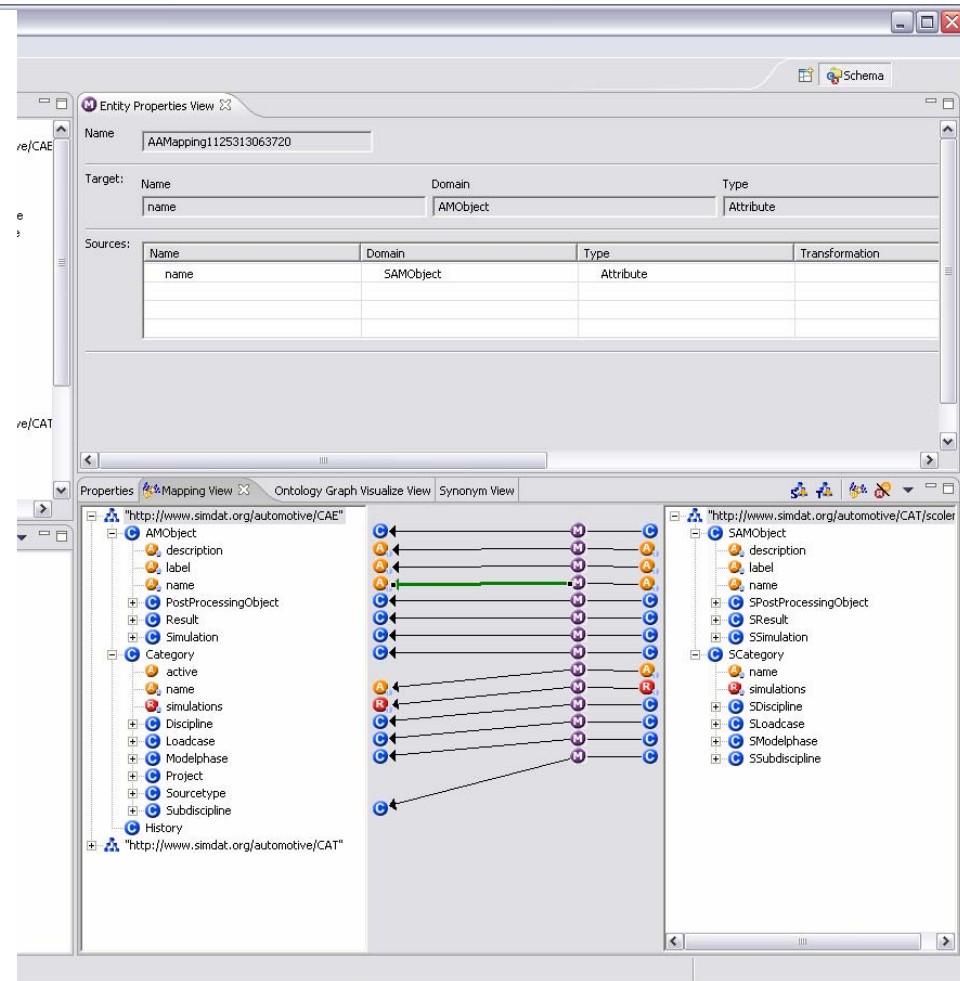 Schema
ve/CAE
e
ve/CAT
Entity Properties View
Name
AAMapping1125313063720
Target:
Name Domain Type
name AMObject Attribute
Sources:
Name Domain Type Transformation
name SAMObject Attribute
Properties Mapping View Ontology Graph Visualize View Synonym View
"http://www.simdat.org/automotive/CAE"
AMObject
description
label
name
PostProcessingObject
Result
Simulation
Category
active
name
simulations
Discipline
Loadcase
Modelphase
Project
Sourcetype
Subdiscipline
History
"http://www.simdat.org/automotive/CAT"
C M C
A M A
A M A
A M A
C M C
C M C
C M C
C M C
M A
A M R
R M C
C M C
C M C
C M C
C
"http://www.simdat.org/automotive/CAT/scoler
SAMObject
description
label
name
SPostProcessingObject
SResult
SSimulation
SCategory
name
simulations
SDiscipline
SLoadcase
SModelphase
SSubdiscipline